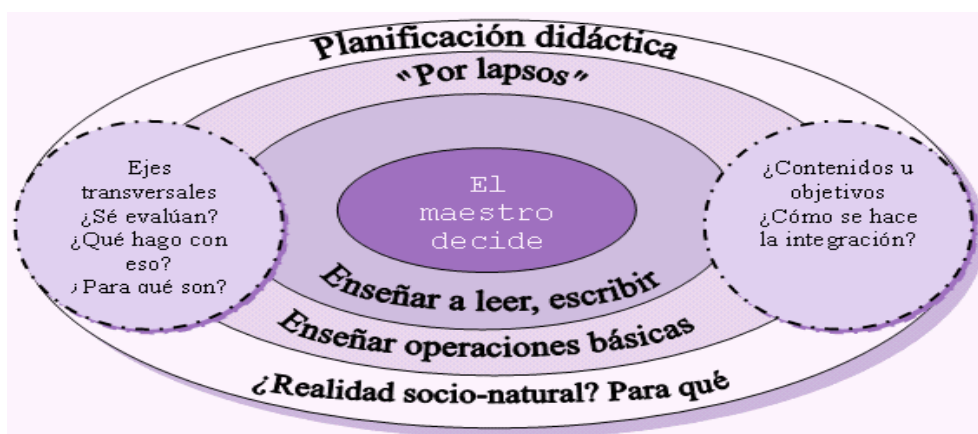 Planificación didáctica
"Por lapsos"
Ejes
transversales
¿Sé evalúan?
¿Qué hago con
eso?
¿Para qué son?
El
maestro
decide
¿Contenidos u
objetivos
¿Cómo se hace
la integración?
Enseñar a leer, escribir
Enseñar operaciones básicas
¿Realidad socio-natural? Para qué